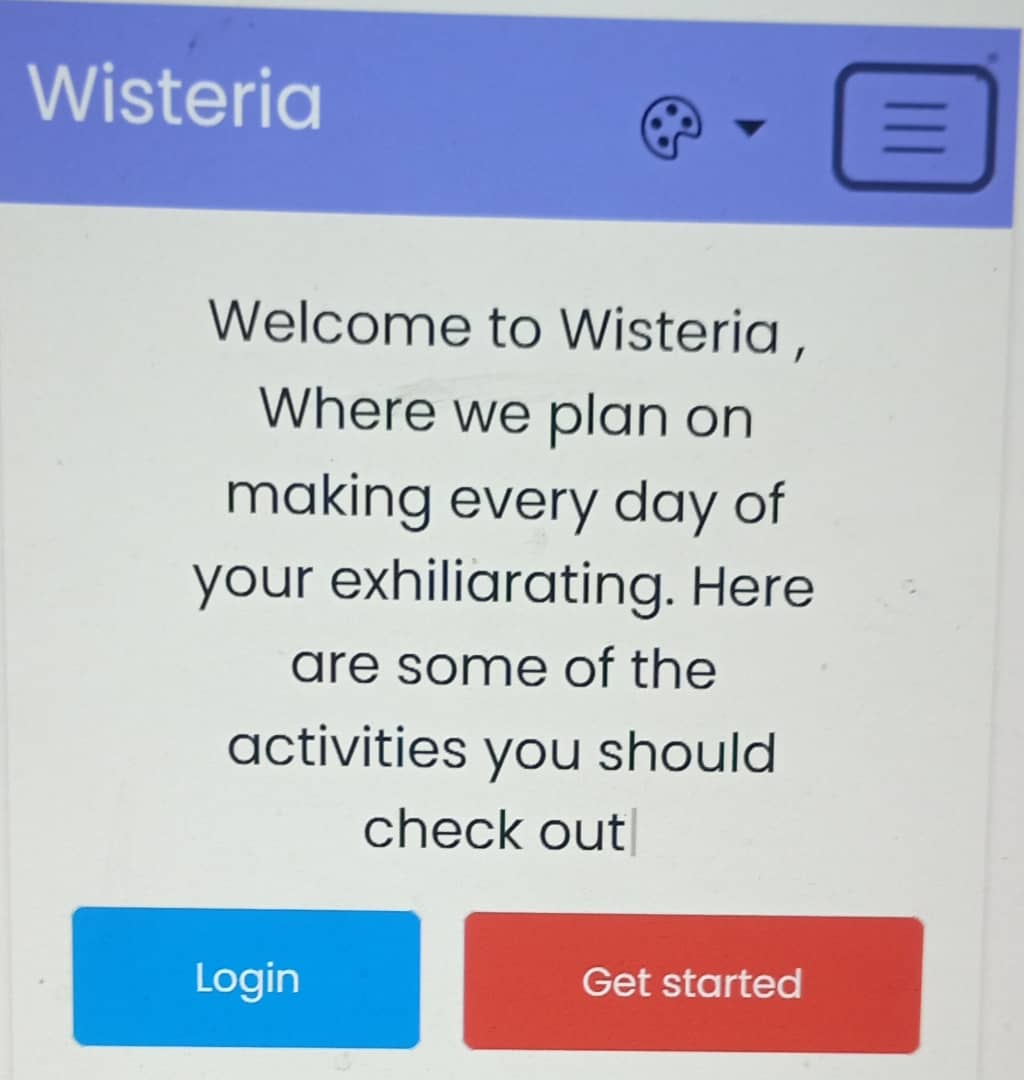 Wisteria
Welcome to Wisteria ,
Where we plan on
making every day of
your exhiliarating. Here
are some of the
activities you should
check out
Login
Get started